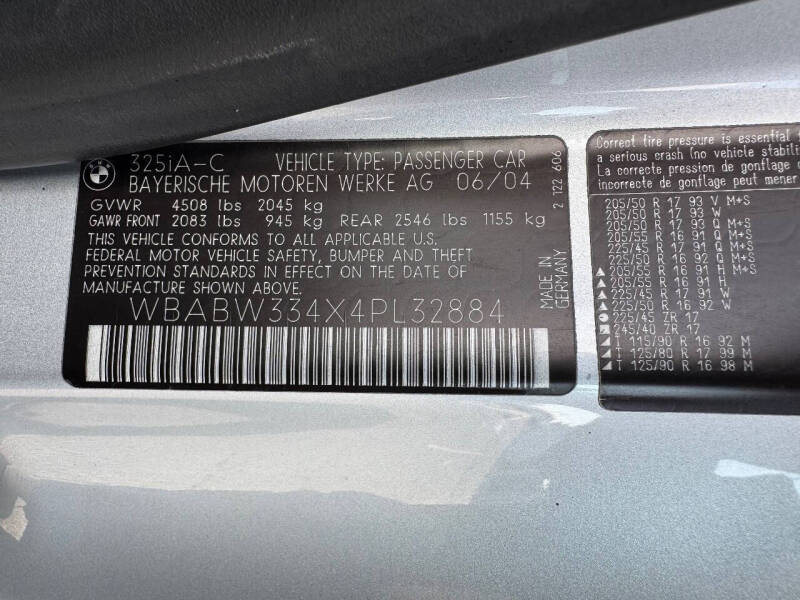 BMW
325iA-C VEHICLE TYPE: PASSENGER CAR
BAYERISCHE MOTOREN WERKE AG 06/04
GVWR 4508 lbs 2045 kg
GAWR FRONT 2083 lbs 945 kg REAR 2546 lbs 1155 kg
THIS VEHICLE CONFORMS TO ALL APPLICABLE U.S.
FEDERAL MOTOR VEHICLE SAFETY, BUMPER AND THEFT
PREVENTION STANDARDS IN EFFECT ON THE DATE OF
MANUFACTURE SHOWN ABOVE.
WBABW334X4PL32884
2 122 606
MADE IN
GERMANY
Correct tire pressure is essential
a serious crash (no vehicle stabilit
La correcte pression de gonflage
incorrecte de gonflage peut mener
205/50 R 17 93 V M+S
205/50 R 17 93 W
205/50 R 17 93 Q M+S
205/55 R 16 91 Q M+S
225/45 R 17 91 Q M+S
225/50 R 16 92 Q M+S
205/55 R 16 91 H M+S
205/55 R 16 91 H
225/45 R 17 91 W
225/50 R 16 92 W
225/45 ZR 17
245/40 ZR 17
T 115/90 R 16 92 M
T 125/80 R 17 99 M
T 125/90 R 16 98 M